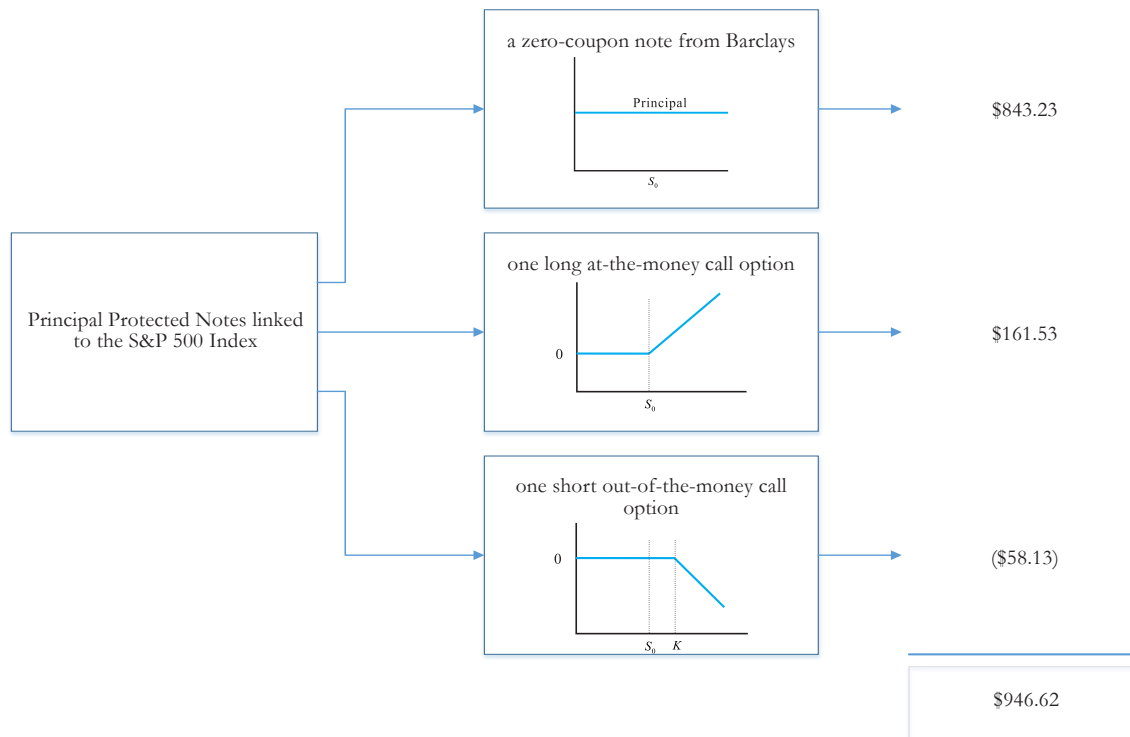 a zero-coupon note from Barclays
Principal
S₀
$843.23
Principal Protected Notes linked
to the S&P 500 Index
one long at-the-money call option
0
S₀
$161.53
one short out-of-the-money call
option
0
S₀ K
($58.13)
$946.62